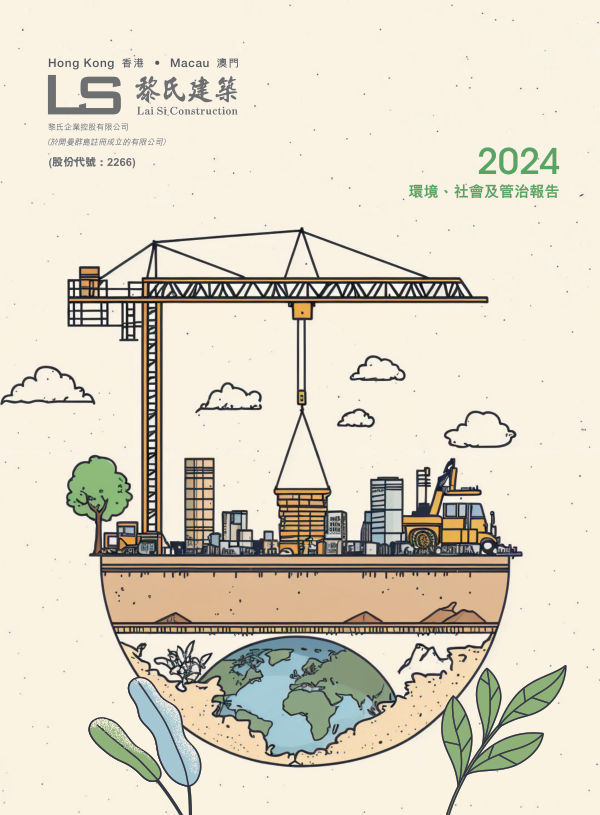 Hong Kong 香港 • Macau 澳門
LS 黎氏建築
Lai Si Construction
黎氏企業控股有限公司
(於開曼群島註冊成立的有限公司)
(股份代號：2266)
2024
環境、社會及管治報告